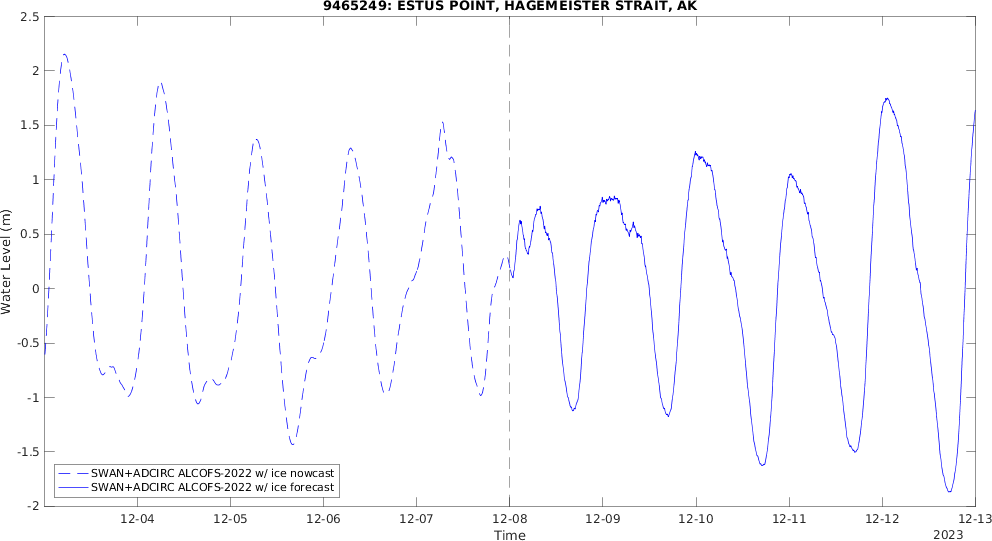 9465249: ESTUS POINT, HAGEMEISTER STRAIT, AK
2.5
2
1.5
1
0.5
0
-0.5
-1
-1.5
-2
Water Level (m)
SWAN+ADCIRC ALCOFS-2022 w/ ice nowcast
SWAN+ADCIRC ALCOFS-2022 w/ ice forecast
12-04 12-05 12-06 12-07 12-08 12-09 12-10 12-11 12-12 12-13
Time
2023